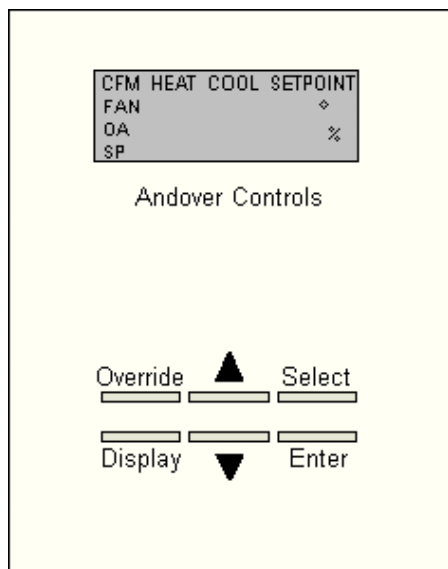 CFM HEAT COOL SETPOINT
FAN °
OA %
SP
Andover Controls
Override Select
Display Enter